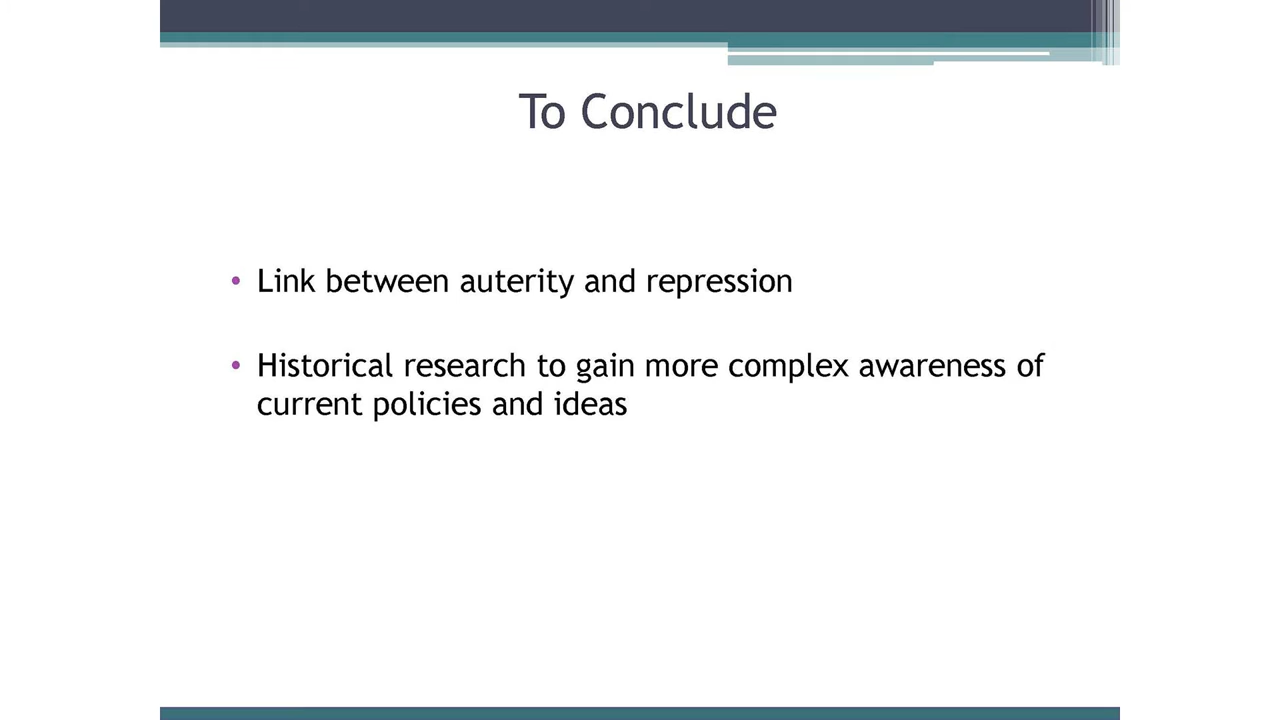 To Conclude
• Link between auterity and repression
• Historical research to gain more complex awareness of
current policies and ideas